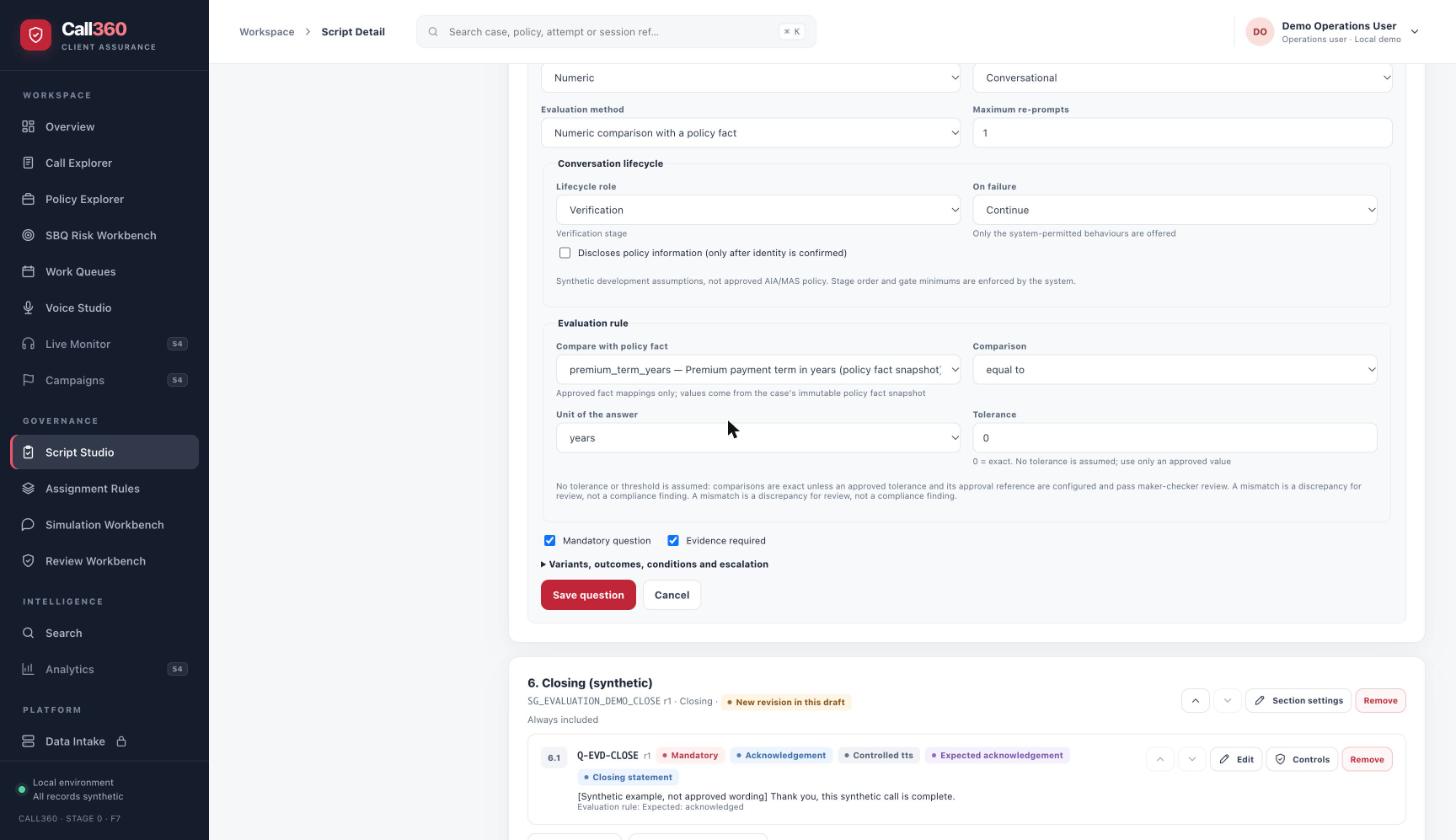 Call360
CLIENT ASSURANCE
WORKSPACE
Overview
Call Explorer
Policy Explorer
SBQ Risk Workbench
Work Queues
Voice Studio
Live Monitor S4
Campaigns S4
GOVERNANCE
Script Studio
Assignment Rules
Simulation Workbench
Review Workbench
INTELLIGENCE
Search
Analytics S4
PLATFORM
Data Intake
Local environment
All records synthetic
CALL360 · STAGE 0 · F7
Workspace > Script Detail
Search case, policy, attempt or session ref...
⌘ K
DO
Demo Operations User
Operations user · Local demo
Numeric
Conversational
Evaluation method
Maximum re-prompts
Numeric comparison with a policy fact
1
Conversation lifecycle
Lifecycle role
On failure
Verification
Continue
Verification stage
Only the system-permitted behaviours are offered
Discloses policy information (only after identity is confirmed)
Synthetic development assumptions, not approved AIA/MAS policy. Stage order and gate minimums are enforced by the system.
Evaluation rule
Compare with policy fact
Comparison
premium_term_years — Premium payment term in years (policy fact snapshot)
equal to
Approved fact mappings only; values come from the case's immutable policy fact snapshot
Unit of the answer
Tolerance
years
0
0 = exact. No tolerance is assumed; use only an approved value
No tolerance or threshold is assumed: comparisons are exact unless an approved tolerance and its approval reference are configured and pass maker-checker review. A mismatch is a discrepancy for
review, not a compliance finding. A mismatch is a discrepancy for review, not a compliance finding.
Mandatory question
Evidence required
Variants, outcomes, conditions and escalation
Save question
Cancel
6. Closing (synthetic)
SG_EVALUATION_DEMO_CLOSE r1 · Closing · New revision in this draft
Section settings
Remove
Always included
6.1
Q-EVD-CLOSE r1 Mandatory Acknowledgement Controlled tts Expected acknowledgement
Edit
Controls
Remove
Closing statement
[Synthetic example, not approved wording] Thank you, this synthetic call is complete.
Evaluation rule: Expected: acknowledged